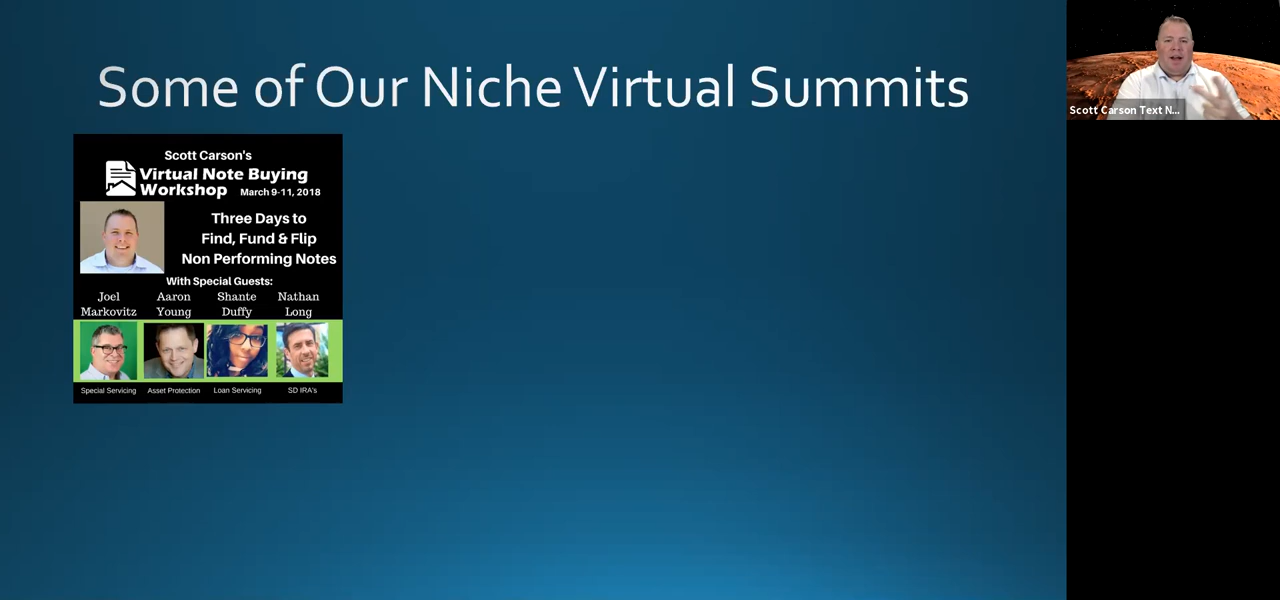 Some of Our Niche Virtual Summits
Scott Carson's
Virtual Note Buying
Workshop March 9-11, 2018
Three Days to
Find, Fund & Flip
Non Performing Notes
With Special Guests:
Joel Aaron Shante Nathan
Markovitz Young Duffy Long
Special Servicing Asset Protection Loan Servicing SD IRA's
Scott Carson Text N...